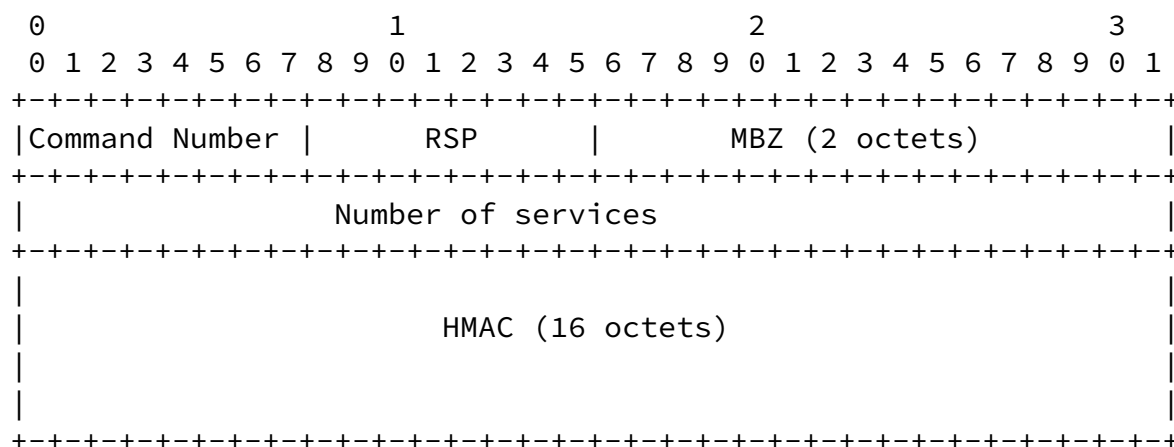 0                   1                   2                   3
 0 1 2 3 4 5 6 7 8 9 0 1 2 3 4 5 6 7 8 9 0 1 2 3 4 5 6 7 8 9 0 1
+-+-+-+-+-+-+-+-+-+-+-+-+-+-+-+-+-+-+-+-+-+-+-+-+-+-+-+-+-+-+-+-+
|Command Number |      RSP      |       MBZ (2 octets)          |
+-+-+-+-+-+-+-+-+-+-+-+-+-+-+-+-+-+-+-+-+-+-+-+-+-+-+-+-+-+-+-+-+
|                 Number of services                            |
+-+-+-+-+-+-+-+-+-+-+-+-+-+-+-+-+-+-+-+-+-+-+-+-+-+-+-+-+-+-+-+-+
|                                                               |
|                       HMAC (16 octets)                        |
|                                                               |
|                                                               |
+-+-+-+-+-+-+-+-+-+-+-+-+-+-+-+-+-+-+-+-+-+-+-+-+-+-+-+-+-+-+-+-+